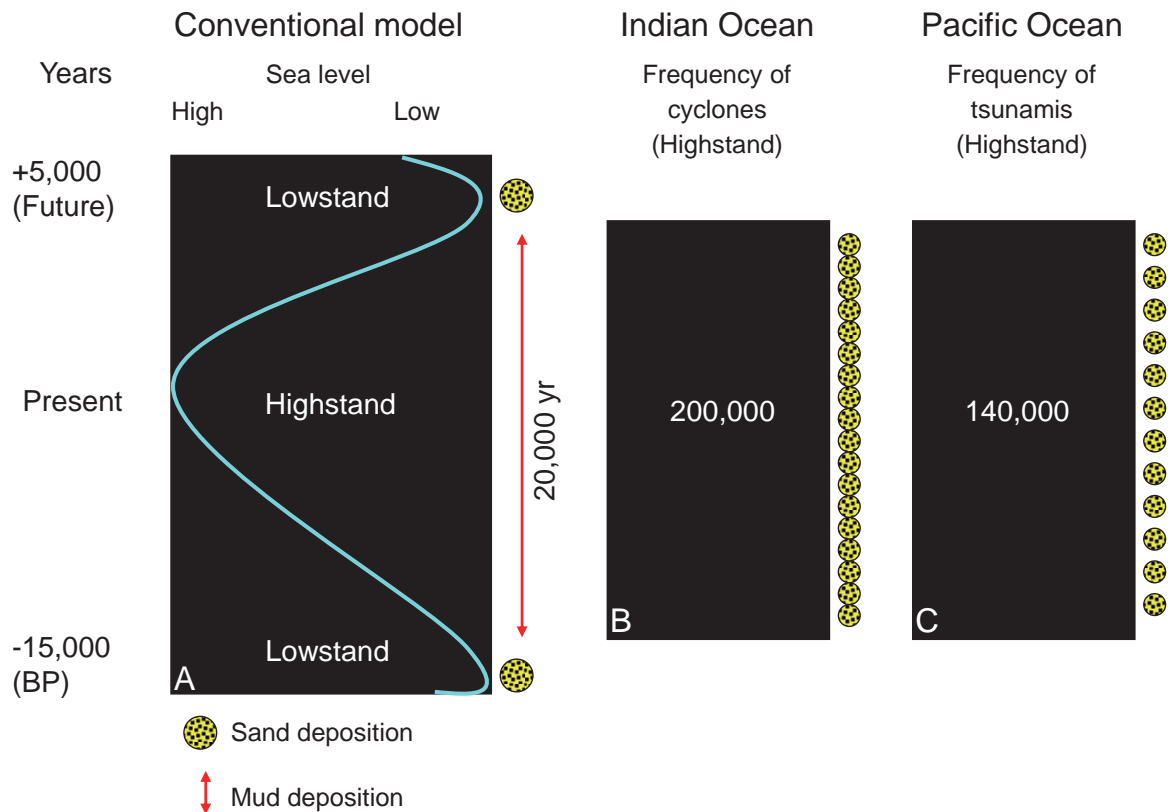 Conventional model
Indian Ocean
Pacific Ocean
Years
Sea level
High
Low
Frequency of
cyclones
(Highstand)
Frequency of
tsunamis
(Highstand)
+5,000
(Future)
Lowstand
Present
Highstand
20,000 yr
200,000
140,000
-15,000
(BP)
Lowstand
A
B
C
Sand deposition
Mud deposition